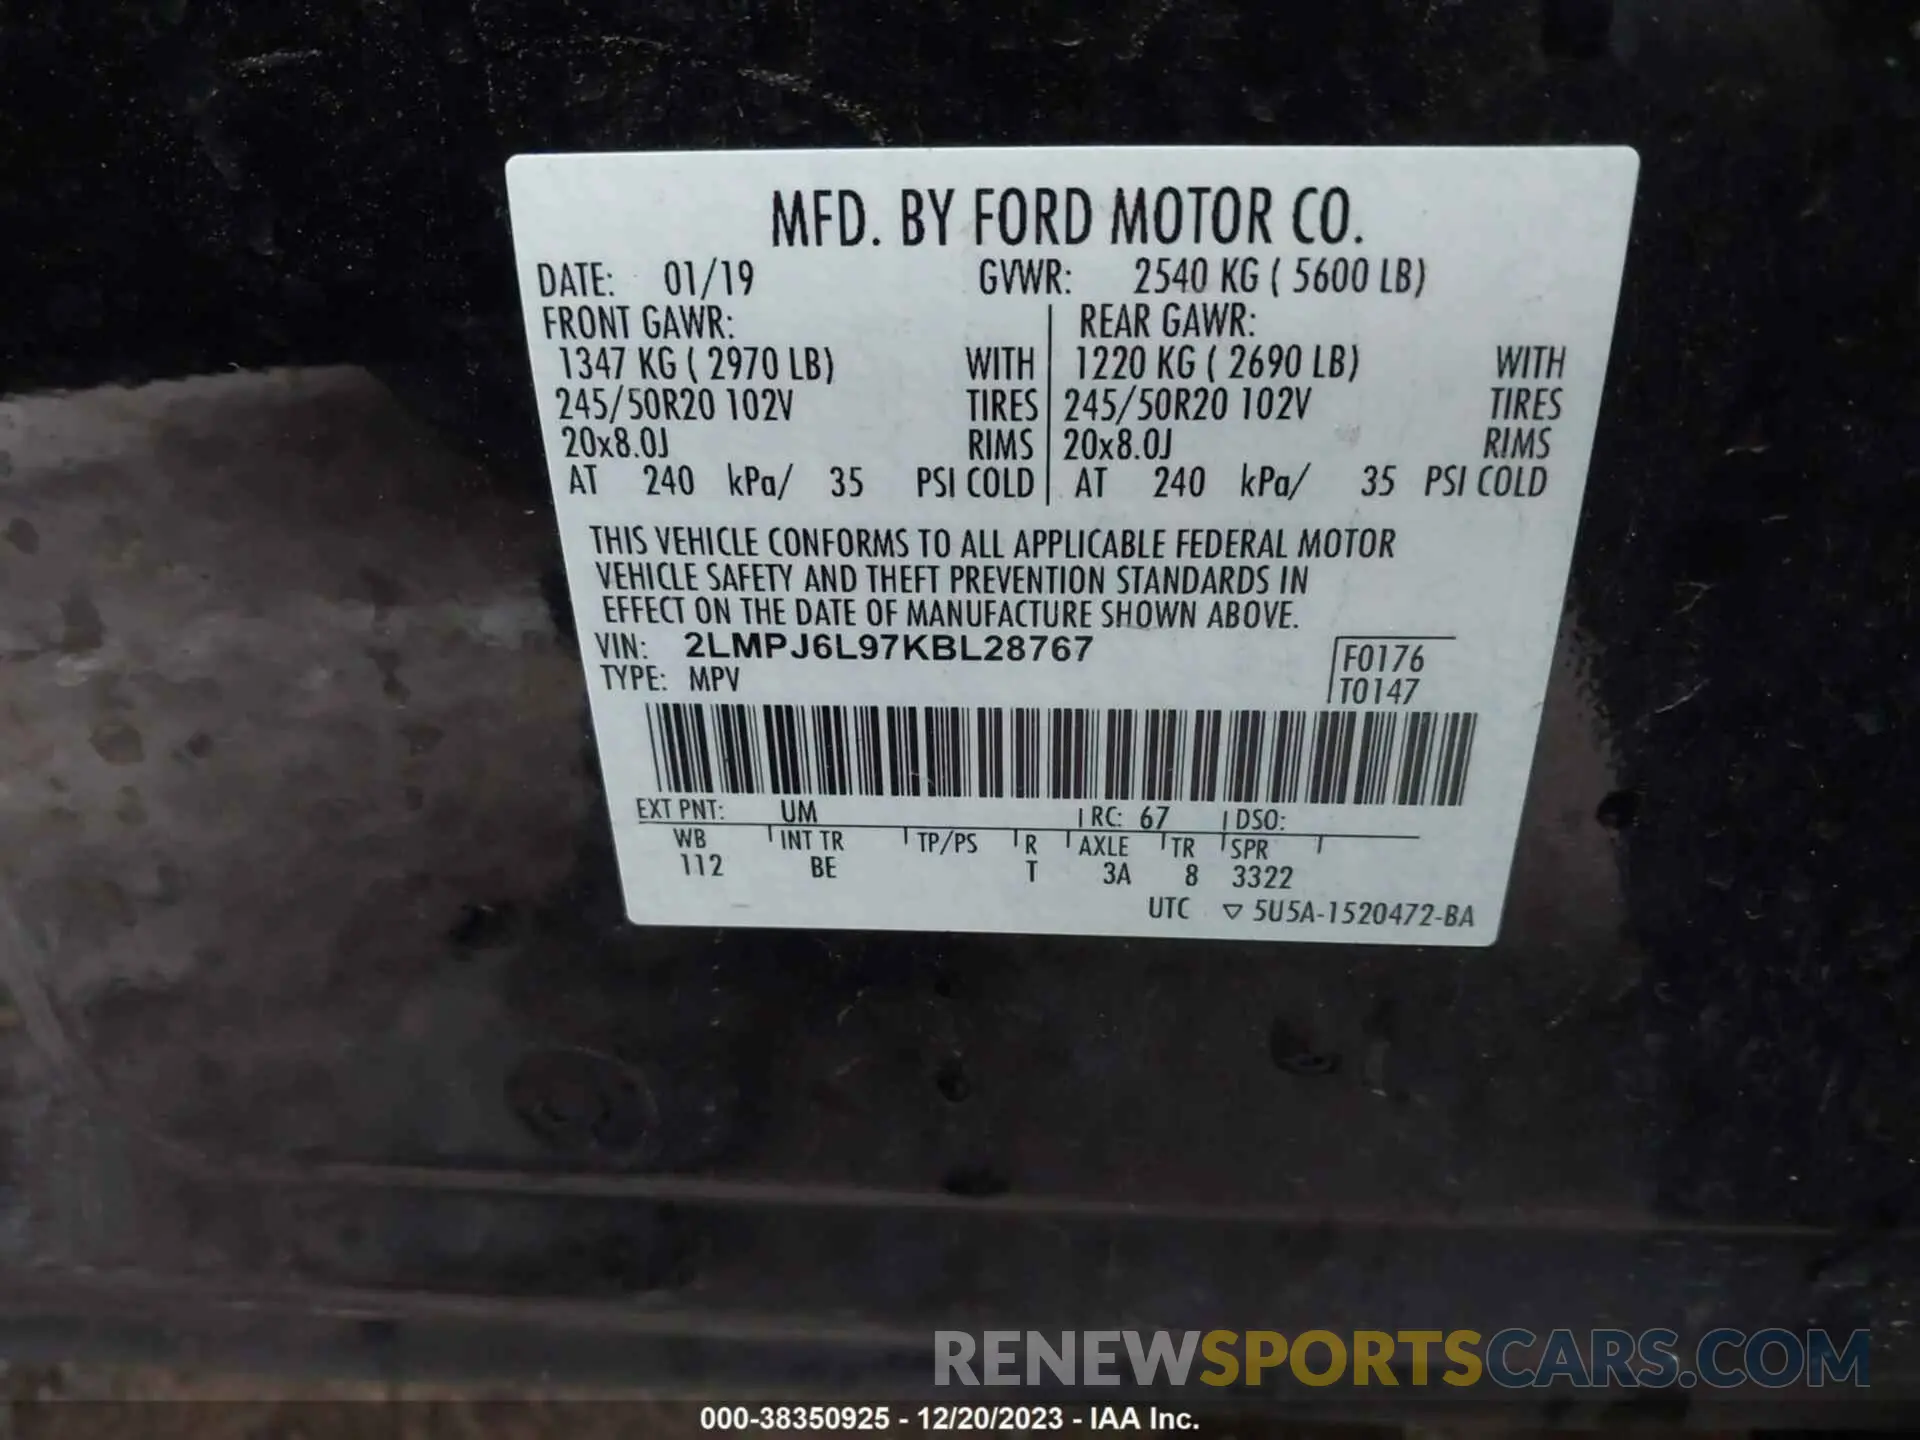 MFD. BY FORD MOTOR CO.
DATE: 01/19 GVWR: 2540 KG ( 5600 LB)
FRONT GAWR: REAR GAWR:
1347 KG ( 2970 LB) WITH 1220 KG ( 2690 LB) WITH
245/50R20 102V TIRES 245/50R20 102V TIRES
20x8.0J RIMS 20x8.0J RIMS
AT 240 kPa/ 35 PSI COLD AT 240 kPa/ 35 PSI COLD
THIS VEHICLE CONFORMS TO ALL APPLICABLE FEDERAL MOTOR
VEHICLE SAFETY AND THEFT PREVENTION STANDARDS IN
EFFECT ON THE DATE OF MANUFACTURE SHOWN ABOVE.
VIN: 2LMPJ6L97KBL28767 F0176
TYPE: MPV T0147
EXT PNT: UM RC: 67 DSO:
WB INT TR TP/PS R AXLE TR SPR
112 BE T 3A 8 3322
UTC ▽ 5U5A-1520472-BA
RENEWSPORTSCARS.COM
000-38350925 - 12/20/2023 - IAA Inc.